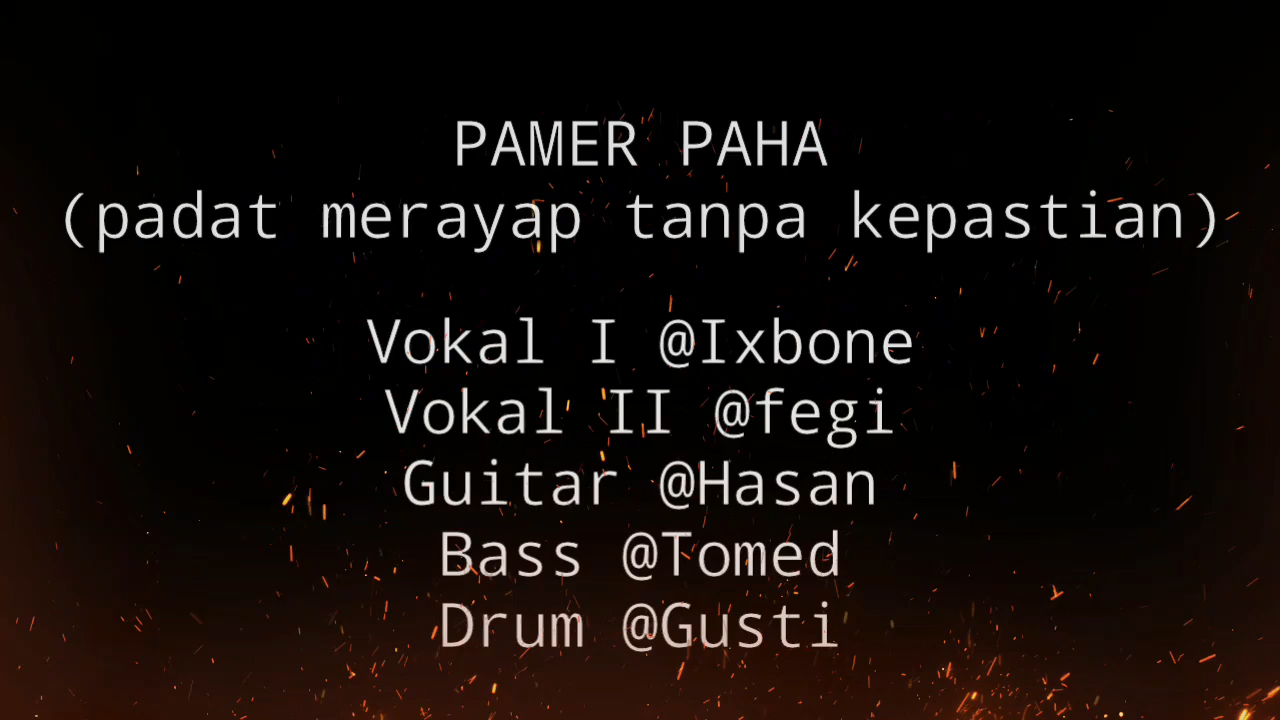 PAMER PAHA
(padat merayap tanpa kepastian)
Vokal I @Ixbone
Vokal II @fegi
Guitar @Hasan
Bass @Tomed
Drum @Gusti